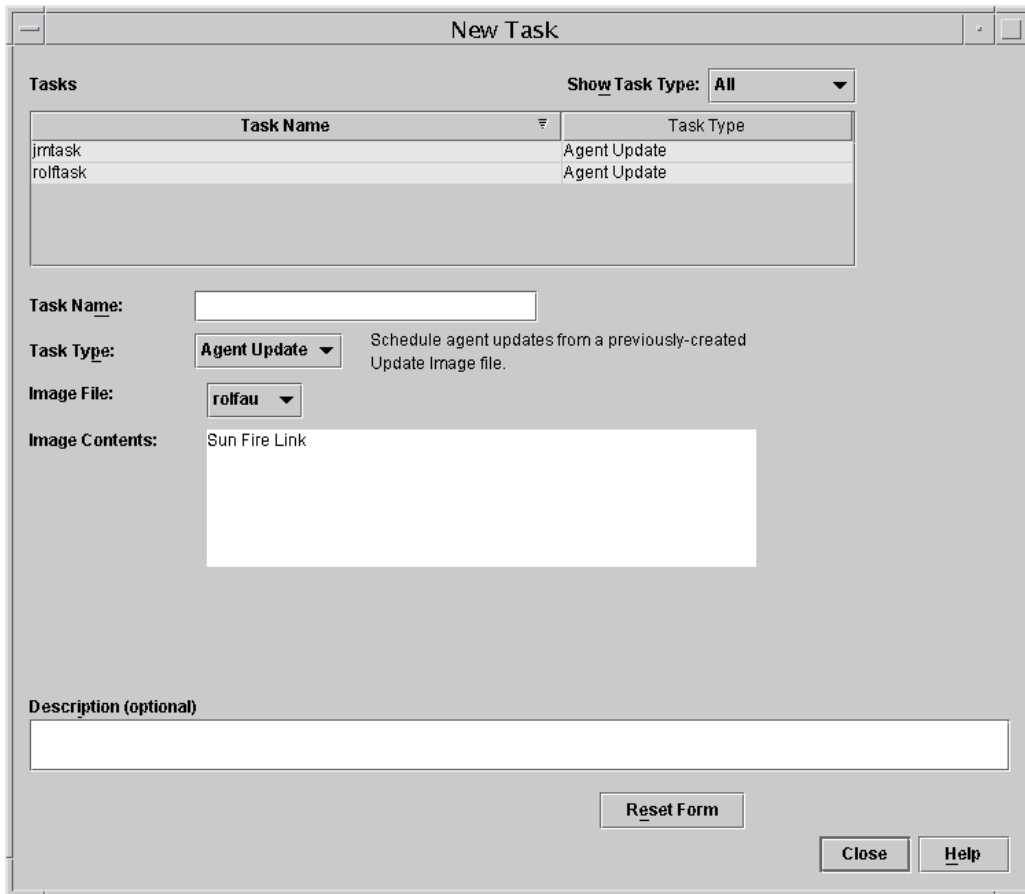 New Task
Tasks
Show Task Type: All
Task Name Task Type
jmtask Agent Update
rolftask Agent Update
Task Name:
Task Type: Agent Update
Schedule agent updates from a previously-created
Update Image file.
Image File: rolfau
Image Contents: Sun Fire Link
Description (optional)
Reset Form
Close Help